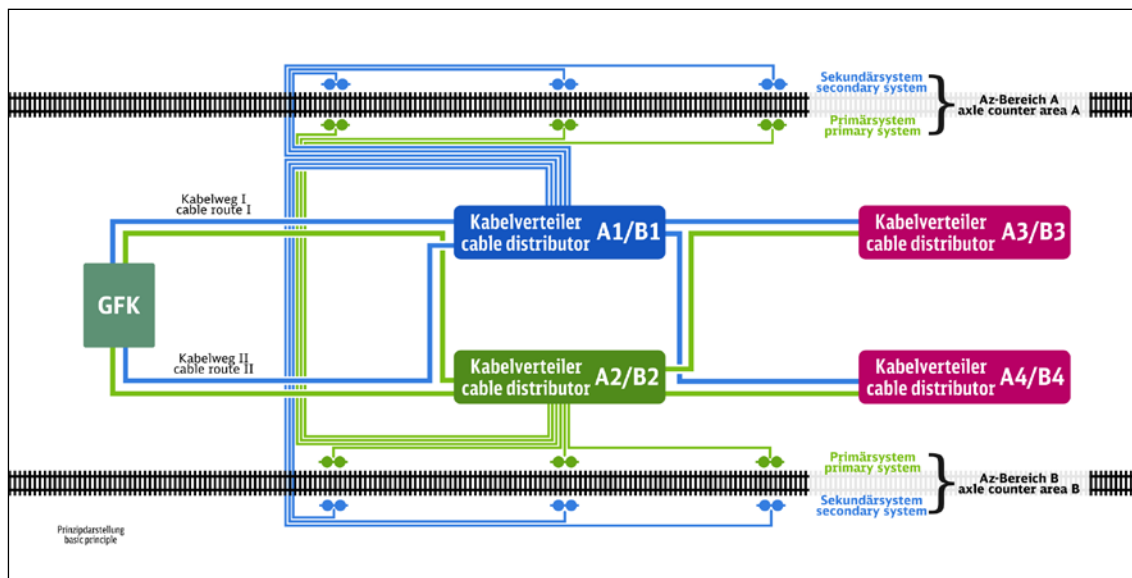 Sekundärsystem
secondary system
Az-Bereich A
axle counter area A
Primärsystem
primary system
Kabelweg I
cable route I
Kabelverteiler
cable distributor
A1/B1
Kabelverteiler
cable distributor
A3/B3
GFK
Kabelweg II
cable route II
Kabelverteiler
cable distributor
A2/B2
Kabelverteiler
cable distributor
A4/B4
Primärsystem
primary system
Az-Bereich B
axle counter area B
Sekundärsystem
secondary system
Prinzipdarstellung
basic principle